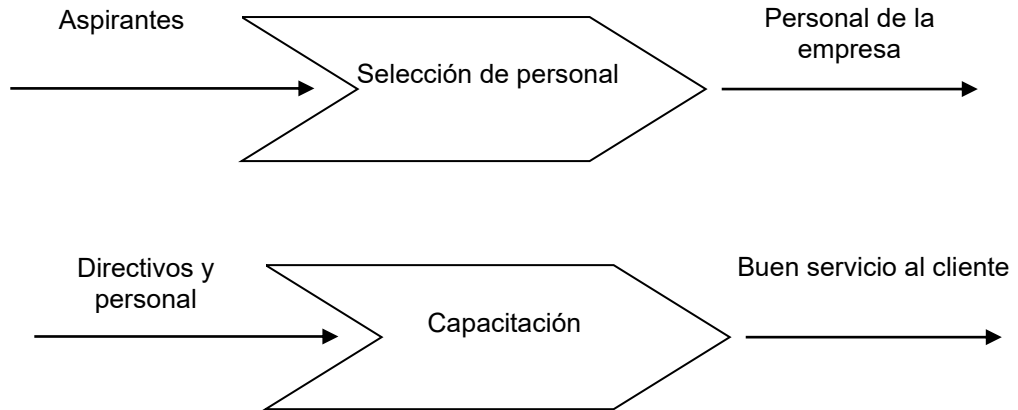 Aspirantes
Selección de personal
Personal de la
empresa
Directivos y
personal
Capacitación
Buen servicio al cliente